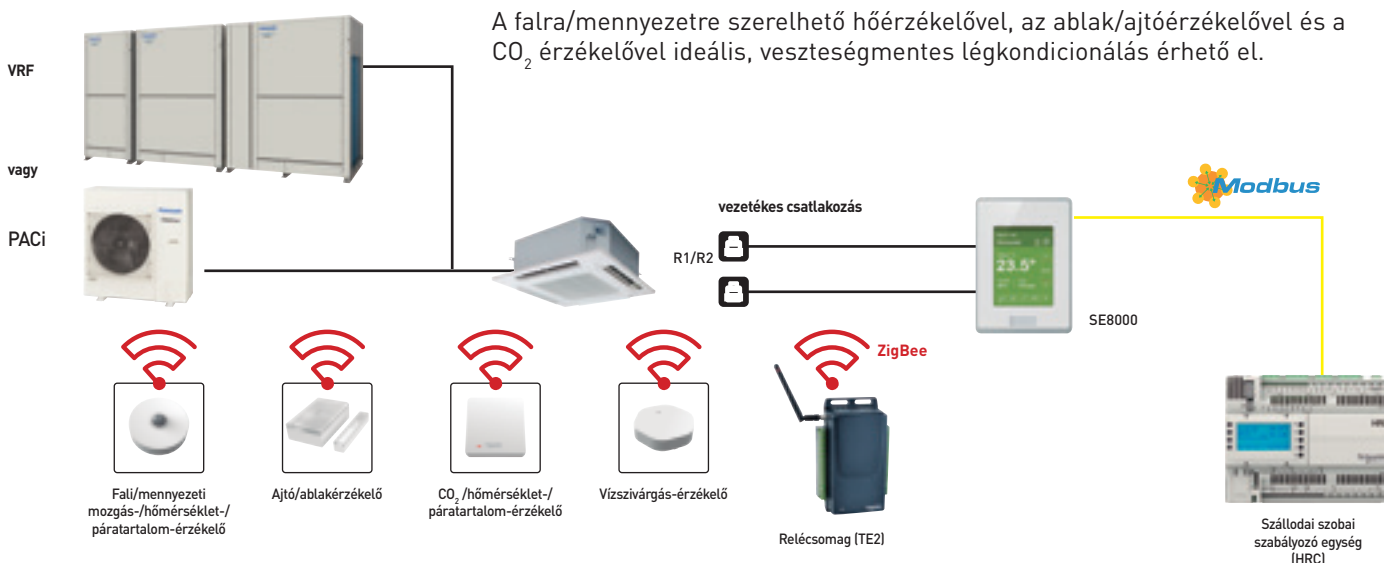 A falra/mennyezetre szerelhető hőérzékelővel, az ablak/ajtóérzékelővel és a
CO₂ érzékelővel ideális, veszteségmentes légkondicionálás érhető el.
VRF
vagy
PACi
vezetékes csatlakozás
R1/R2
Modbus
23.5°
SE8000
ZigBee
Fali/mennyezeti
mozgás-/hőmérséklet-/
páratartalom-érzékelő
Ajtó/ablakérzékelő
CO₂ /hőmérséklet-/
páratartalom-érzékelő
Vízszivárgás-érzékelő
Relécsomag (TE2)
Szállodai szobai
szabályozó egység
(HRC)